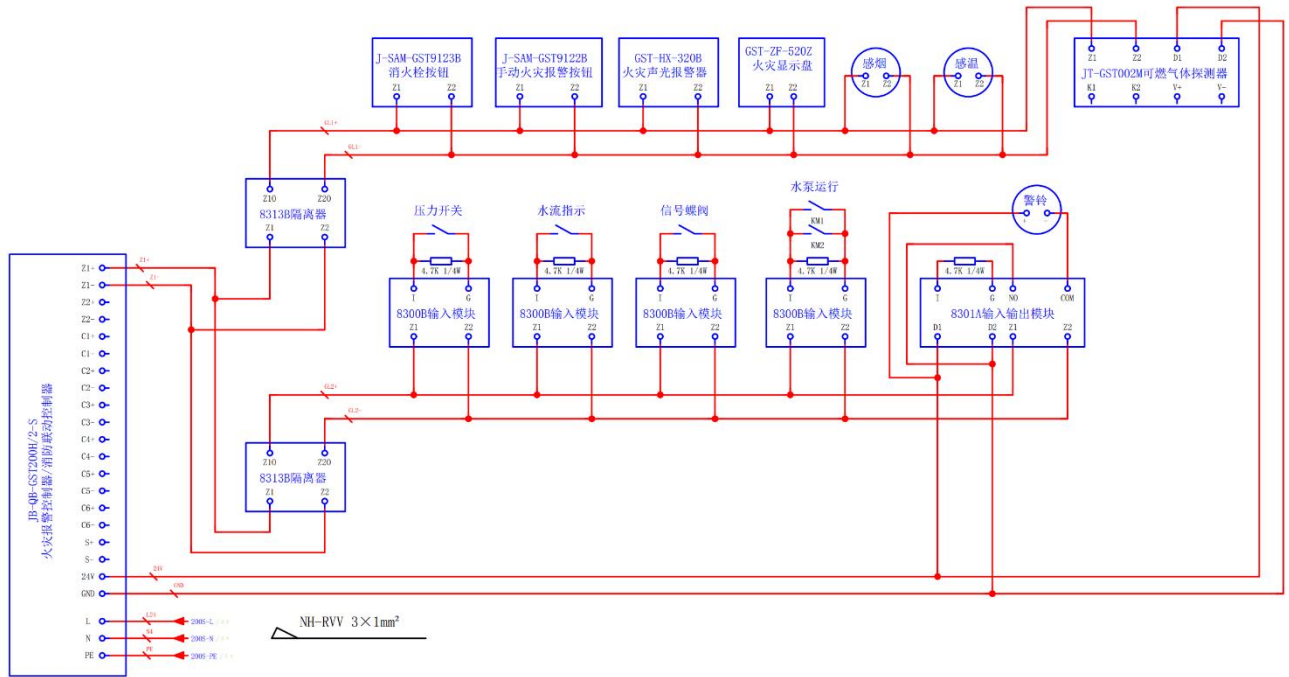 J-SAM-GST9123B
消火栓按钮
Z1 Z2
J-SAM-GST9122B
手动火灾报警按钮
Z1 Z2
GST-HX-320B
火灾声光报警器
Z1 Z2
GST-ZF-520Z
火灾显示盘
Z1 Z2
感烟
Z1 Z2
感温
Z1 Z2
Z1 Z2 D1 D2
JT-GST002M可燃气体探测器
K1 K2 V+ V-
GL1+
GL1-
Z10 Z20
8313B隔离器
Z1 Z2
压力开关
4.7K 1/4W
I G
8300B输入模块
Z1 Z2
水流指示
4.7K 1/4W
I G
8300B输入模块
Z1 Z2
信号蝶阀
4.7K 1/4W
I G
8300B输入模块
Z1 Z2
水泵运行
KM1
KM2
4.7K 1/4W
I G
8300B输入模块
Z1 Z2
警铃
+ -
4.7K 1/4W
I G NO COM
8301A输入输出模块
D1 D2 Z1 Z2
GL2+
GL2-
Z10 Z20
8313B隔离器
Z1 Z2
JB-QB-GST200H/2-S
火灾报警控制器/消防联动控制器
Z1+
Z1-
Z2+
Z2-
C1+
C1-
C2+
C2-
C3+
C3-
C4+
C4-
C5+
C5-
C6+
C6-
S+
S-
24V
GND
L
N
PE
Z1+
Z1-
24V
GND
L21
N4
PE
200S-L
200S-N
200S-PE
NH-RVV 3×1mm²